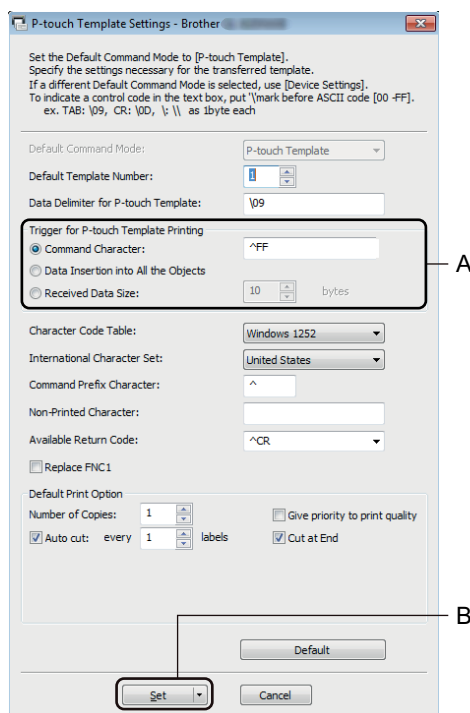 P-touch Template Settings - Brother
Set the Default Command Mode to [P-touch Template].
Specify the settings necessary for the transferred template.
If a different Default Command Mode is selected, use [Device Settings].
To indicate a control code in the text box, put '\'mark before ASCII code [00 -FF].
ex. TAB: \09, CR: \0D, \: \\ as 1byte each
Default Command Mode: P-touch Template
Default Template Number: 1
Data Delimiter for P-touch Template: \09
Trigger for P-touch Template Printing
Command Character: ^FF
A
Data Insertion into All the Objects
Received Data Size: 10 bytes
Character Code Table: Windows 1252
International Character Set: United States
Command Prefix Character: ^
Non-Printed Character:
Available Return Code: ^CR
Replace FNC1
Default Print Option
Number of Copies: 1 Give priority to print quality
Auto cut: every 1 labels Cut at End
B
Default
Set Cancel